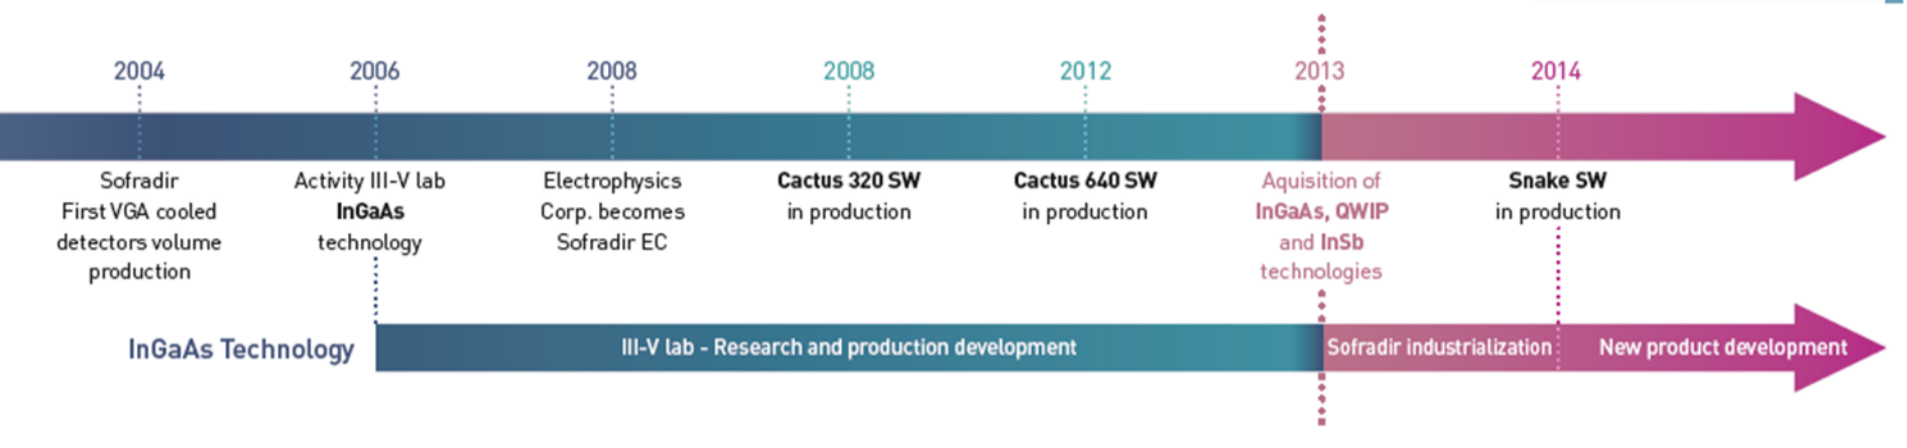 2004
2006
2008
2008
2012
2013
2014
Sofradir
First VGA cooled
detectors volume
production
Activity III-V lab
InGaAs
technology
Electrophysics
Corp. becomes
Sofradir EC
Cactus 320 SW
in production
Cactus 640 SW
in production
Aquisition of
InGaAs, QWIP
and InSb
technologies
Snake SW
in production
InGaAs Technology
III-V lab - Research and production development
Sofradir industrialization
New product development